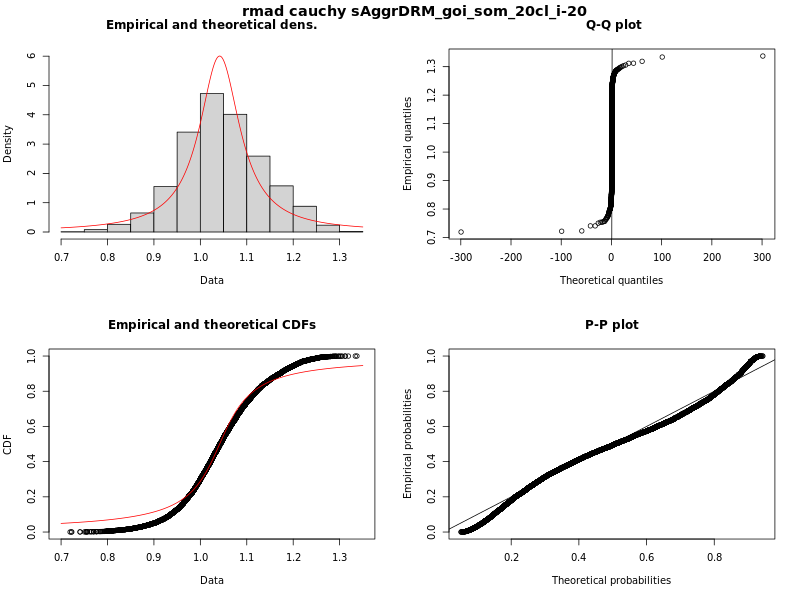 rmad cauchy sAggrDRM_goi_som_20cl_i-20
Empirical and theoretical dens.
Density
0 1 2 3 4 5 6
0.7 0.8 0.9 1.0 1.1 1.2 1.3
Data
Q-Q plot
Empirical quantiles
0.7 0.8 0.9 1.0 1.1 1.2 1.3
-300 -200 -100 0 100 200 300
Theoretical quantiles
Empirical and theoretical CDFs
CDF
0.0 0.2 0.4 0.6 0.8 1.0
0.7 0.8 0.9 1.0 1.1 1.2 1.3
Data
P-P plot
Empirical probabilities
0.0 0.2 0.4 0.6 0.8 1.0
0.2 0.4 0.6 0.8
Theoretical probabilities